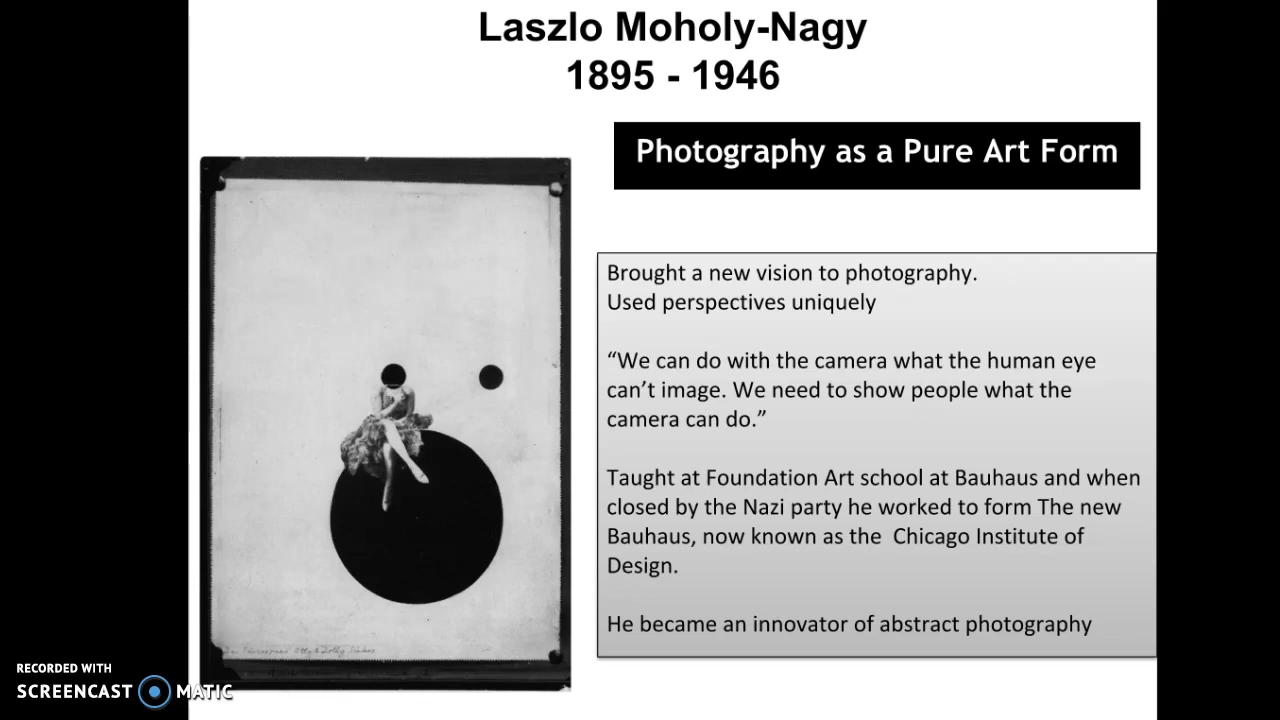 Laszlo Moholy-Nagy
1895 - 1946
Photography as a Pure Art Form
Brought a new vision to photography.
Used perspectives uniquely
“We can do with the camera what the human eye
can’t image. We need to show people what the
camera can do.”
Taught at Foundation Art school at Bauhaus and when
closed by the Nazi party he worked to form The new
Bauhaus, now known as the  Chicago Institute of
Design.
He became an innovator of abstract photography
RECORDED WITH
SCREENCAST MATIC